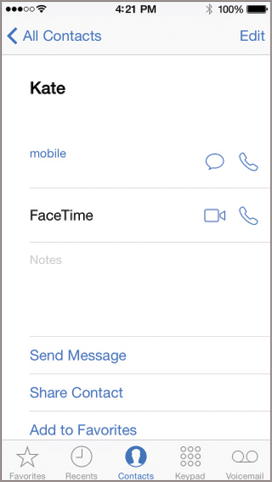 4:21 PM 100%
All Contacts Edit
Kate
mobile
FaceTime
Notes
Send Message
Share Contact
Add to Favorites
Favorites Recents Contacts Keypad Voicemail